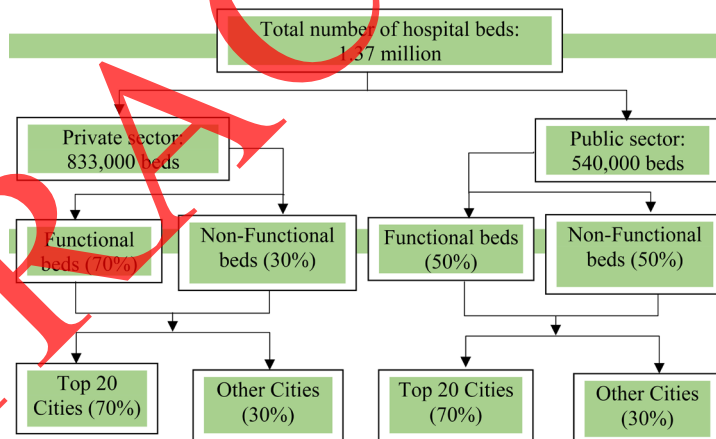 Total number of hospital beds:
1.37 million
Private sector:
833,000 beds
Public sector:
540,000 beds
Functional
beds (70%)
Non-Functional
beds (30%)
Functional beds
(50%)
Non-Functional
beds (50%)
Top 20
Cities (70%)
Other Cities
(30%)
Top 20 Cities
(70%)
Other Cities
(30%)